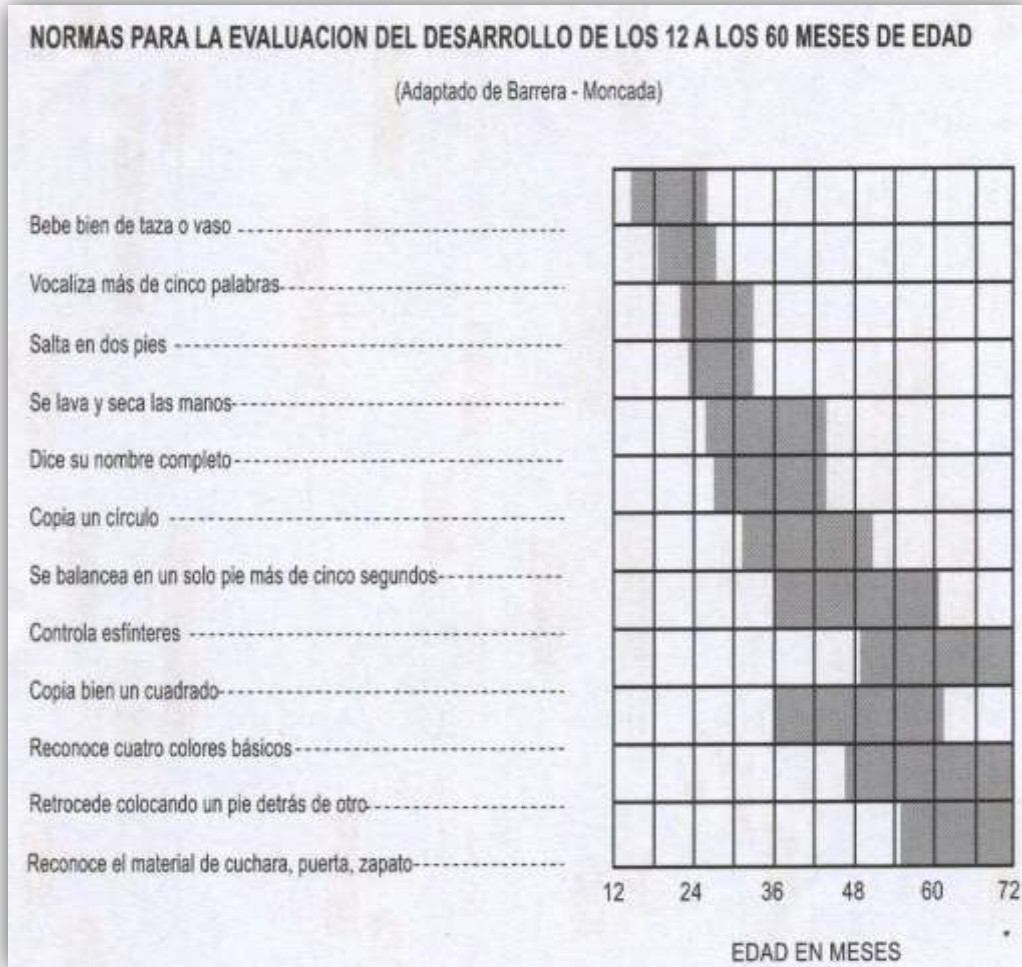 NORMAS PARA LA EVALUACION DEL DESARROLLO DE LOS 12 A LOS 60 MESES DE EDAD
(Adaptado de Barrera - Moncada)
Bebe bien de taza o vaso
Vocaliza más de cinco palabras
Salta en dos pies
Se lava y seca las manos
Dice su nombre completo
Copia un círculo
Se balancea en un solo pie más de cinco segundos
Controla esfínteres
Copia bien un cuadrado
Reconoce cuatro colores básicos
Retrocede colocando un pie detrás de otro
Reconoce el material de cuchara, puerta, zapato
12 24 36 48 60 72
EDAD EN MESES